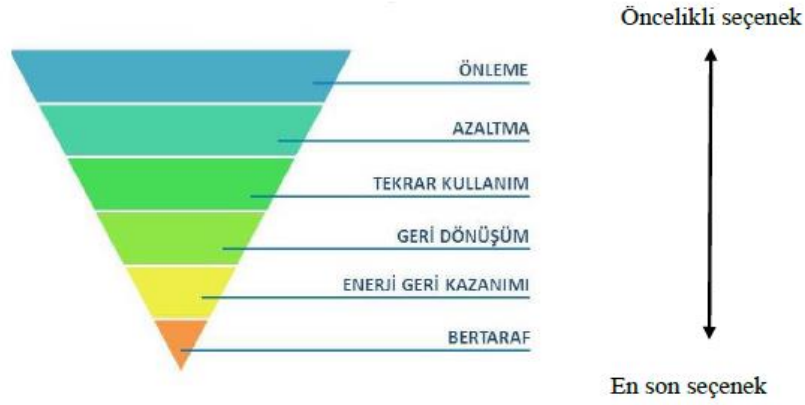 Öncelikli seçenek
ÖNLEME
AZALTMA
TEKRAR KULLANIM
GERİ DÖNÜŞÜM
ENERJİ GERİ KAZANIMI
BERTARAF
En son seçenek